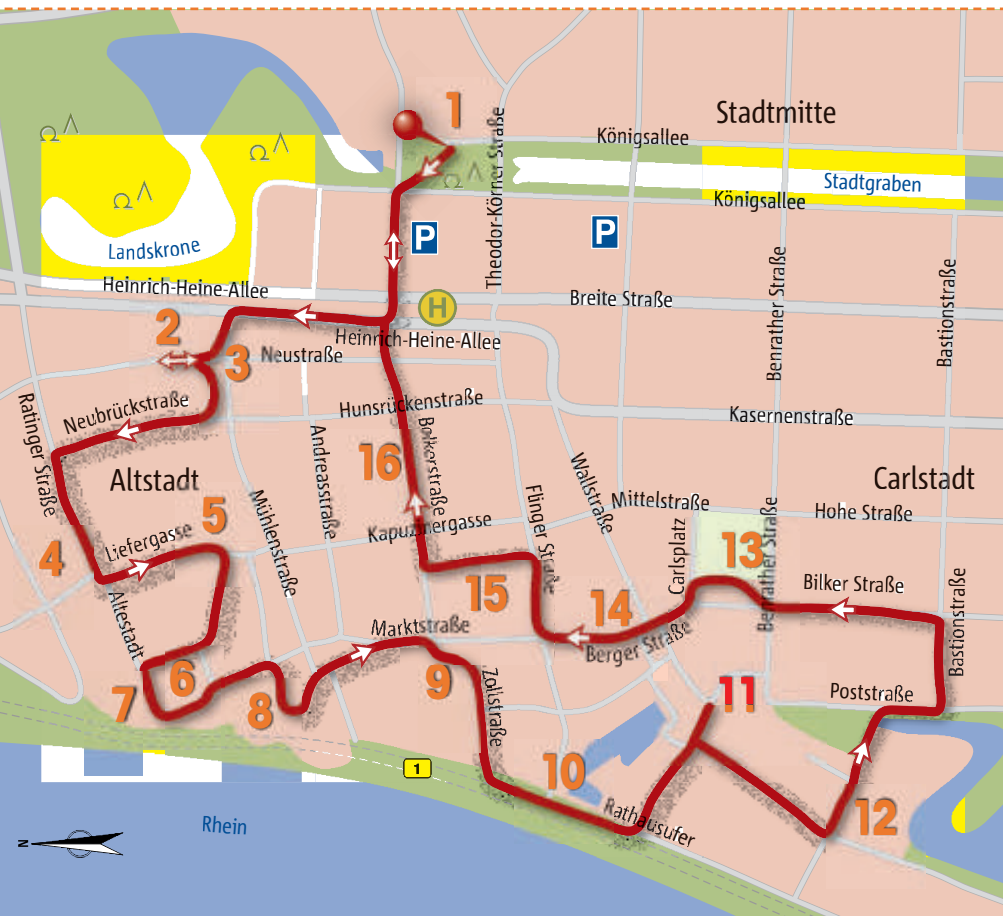 1
Stadtmitte
Königsallee
Theodor-Körner Straße
Stadtgraben
Königsallee
P
P
Landskrone
Heinrich-Heine-Allee
H
Breite Straße
Benrather Straße
Bastionstraße
2
3
Heinrich-Heine-Allee
Neustraße
Ratinger Straße
Neubrückstraße
Hunsrückenstraße
Kasernenstraße
Altstadt
Andreasstraße
16
Bolkerstraße
Wallstraße
Carlstadt
4
5
Liefergasse
Mühlenstraße
Kapuzinergasse
Flinger Straße
Mittelstraße
Hohe Straße
Carlsplatz
13
Benrather Straße
Altestadt
15
14
Bilker Straße
Bastionstraße
Marktstraße
Berger Straße
6
7
8
9
Zollstraße
11
Poststraße
1
10
Rathausufer
12
Rhein
N